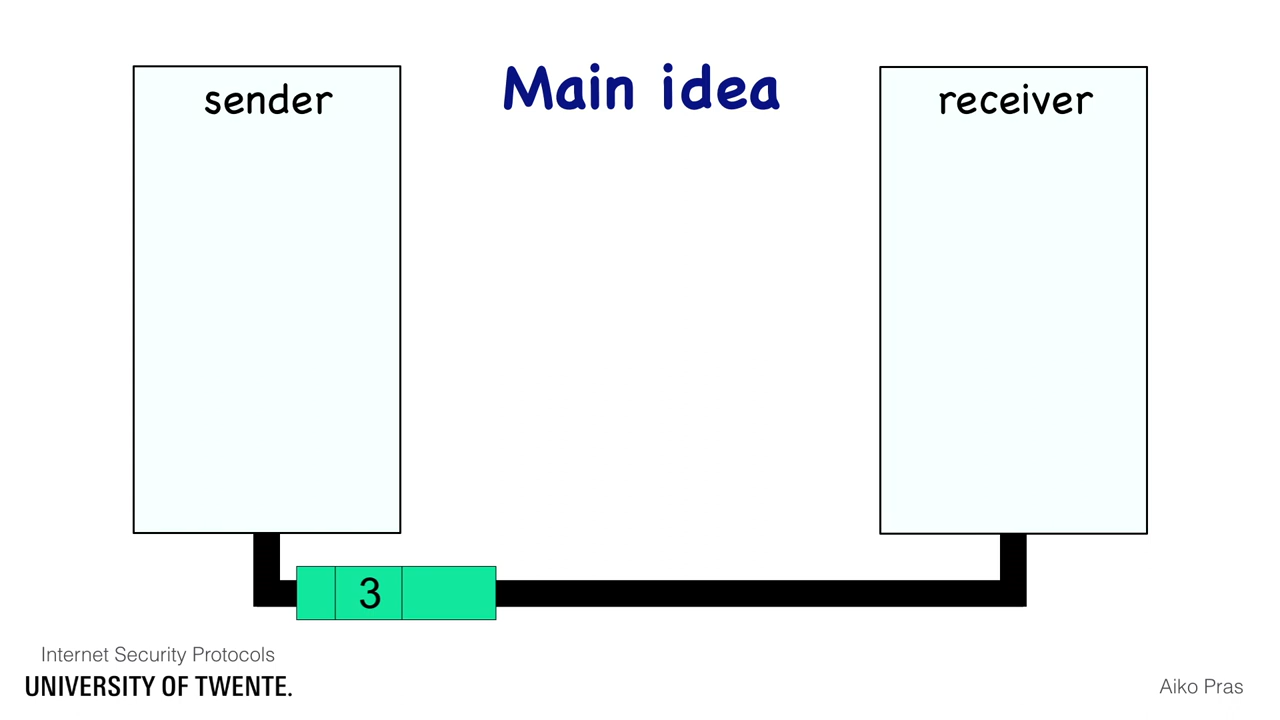 Main idea
sender
receiver
3
Internet Security Protocols
UNIVERSITY OF TWENTE.
Aiko Pras